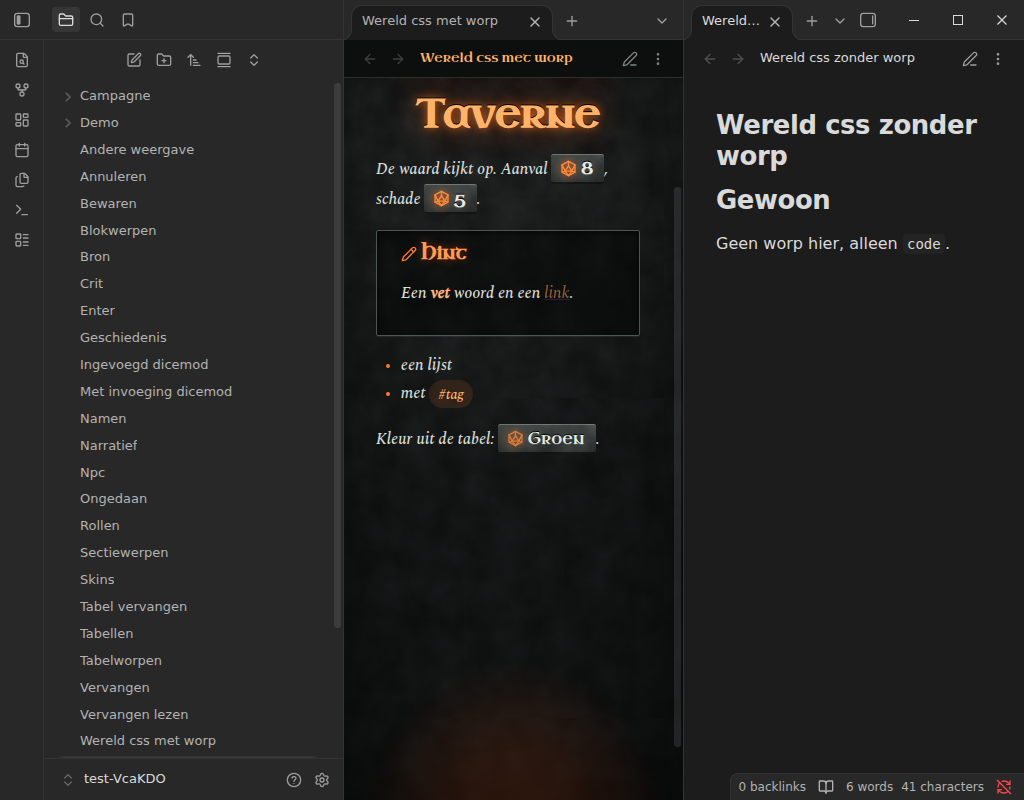 Wereld css met worp
Wereld...
Wereld css met worp
Wereld css zonder worp
Campagne
Demo
Andere weergave
Annuleren
Bewaren
Blokwerpen
Bron
Crit
Enter
Geschiedenis
Ingevoegd dicemod
Met invoeging dicemod
Namen
Narratief
Npc
Ongedaan
Rollen
Sectiewerpen
Skins
Tabel vervangen
Tabellen
Tabelworpen
Vervangen
Vervangen lezen
Wereld css met worp
test-VcaKDO
Taverne
De waard kijkt op. Aanval 8,
schade 5.
hint
Een vet woord en een link.
een lijst
met #tag
Kleur uit de tabel: Groen.
Wereld css zonder
worp
Gewoon
Geen worp hier, alleen code.
0 backlinks 6 words 41 characters